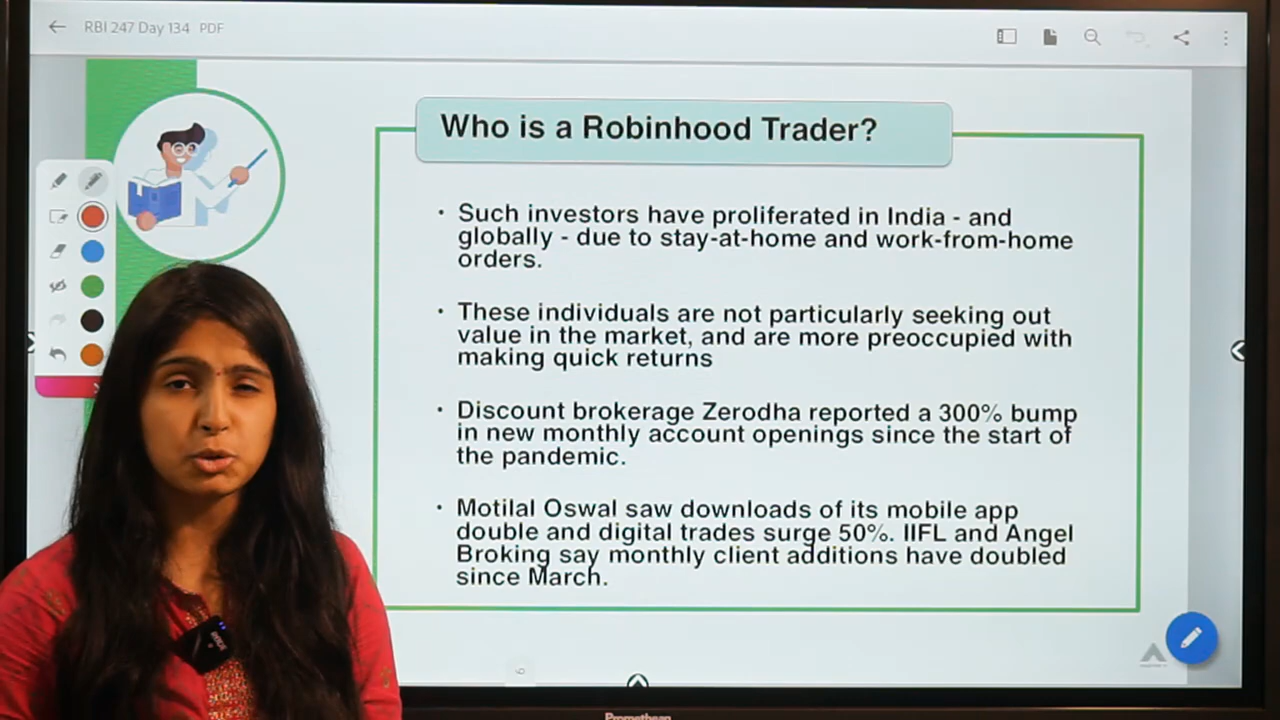 RBI 247 Day 134 PDF
Who is a Robinhood Trader?
• Such investors have proliferated in India - and
globally - due to stay-at-home and work-from-home
orders.
• These individuals are not particularly seeking out
value in the market, and are more preoccupied with
making quick returns
• Discount brokerage Zerodha reported a 300% bump
in new monthly account openings since the start of
the pandemic.
• Motilal Oswal saw downloads of its mobile app
double and digital trades surge 50%. IIFL and Angel
Broking say monthly client additions have doubled
since March.
Promethean